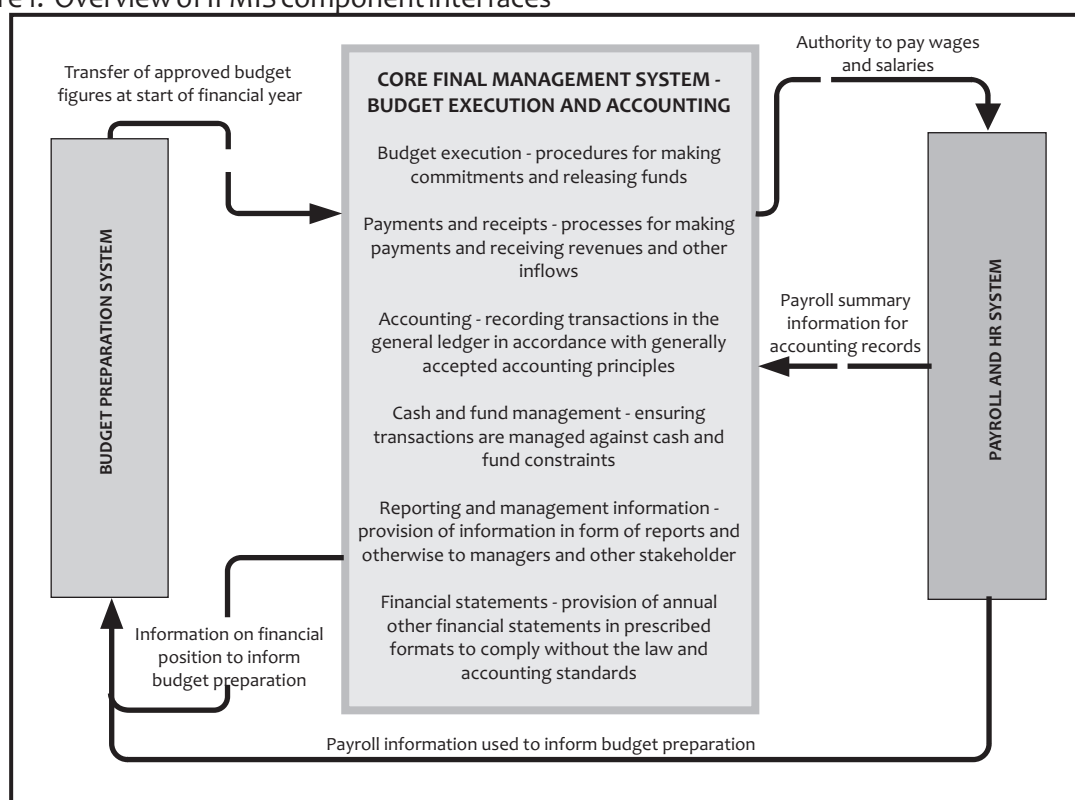 Overview of IFMIS component interfaces
Transfer of approved budget
figures at start of financial year
BUDGET PREPARATION SYSTEM
CORE FINAL MANAGEMENT SYSTEM -
BUDGET EXECUTION AND ACCOUNTING
Budget execution - procedures for making
commitments and releasing funds
Payments and receipts - processes for making
payments and receiving revenues and other
inflows
Accounting - recording transactions in the
general ledger in accordance with generally
accepted accounting principles
Cash and fund management - ensuring
transactions are managed against cash and
fund constraints
Reporting and management information -
provision of information in form of reports and
otherwise to managers and other stakeholder
Financial statements - provision of annual
other financial statements in prescribed
formats to comply without the law and
accounting standards
Authority to pay wages
and salaries
Payroll summary
information for
accounting records
PAYROLL AND HR SYSTEM
Information on financial
position to inform
budget preparation
Payroll information used to inform budget preparation